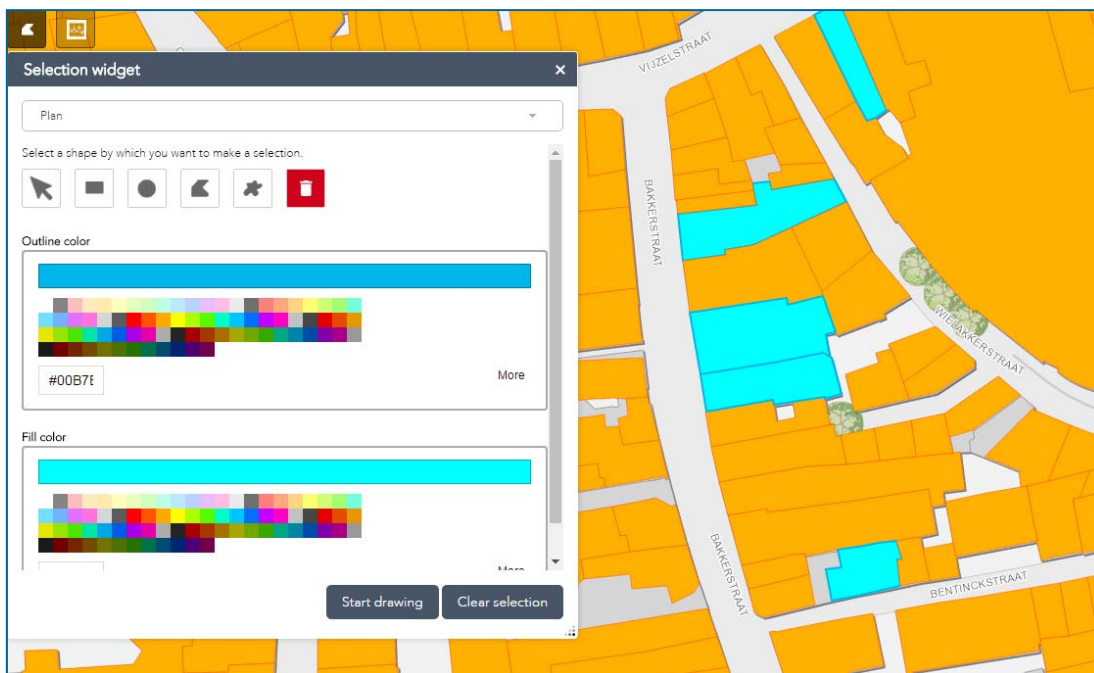 Selection widget
Plan
Select a shape by which you want to make a selection.
Outline color
#00B7E
More
Fill color
More
Start drawing
Clear selection
VIJZELSTRAAT
BAKKERSTRAAT
WIELAKKERSTRAAT
BAKKERSTRAAT
BENTINCKSTRAAT